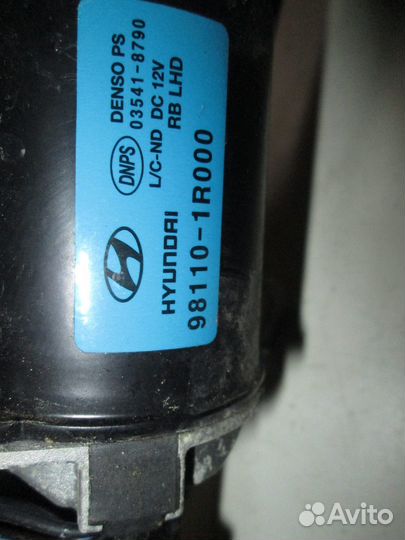 DENSO PS
DNPS 03541-8790
L/C-ND DC 12V
RB LHD
HYUNDAI
98110-1R000
Avito